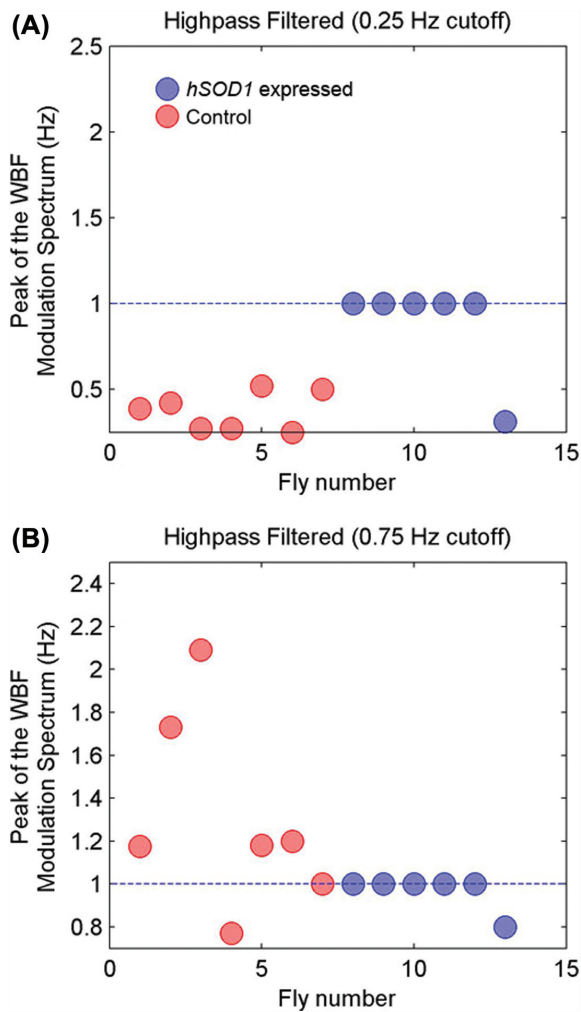 (A)
Highpass Filtered (0.25 Hz cutoff)
2.5
2
1.5
1
0.5
hSOD1 expressed
Control
Peak of the WBF
Modulation Spectrum (Hz)
0 5 10 15
Fly number
(B)
Highpass Filtered (0.75 Hz cutoff)
2.4
2.2
2
1.8
1.6
1.4
1.2
1
0.8
Peak of the WBF
Modulation Spectrum (Hz)
0 5 10 15
Fly number